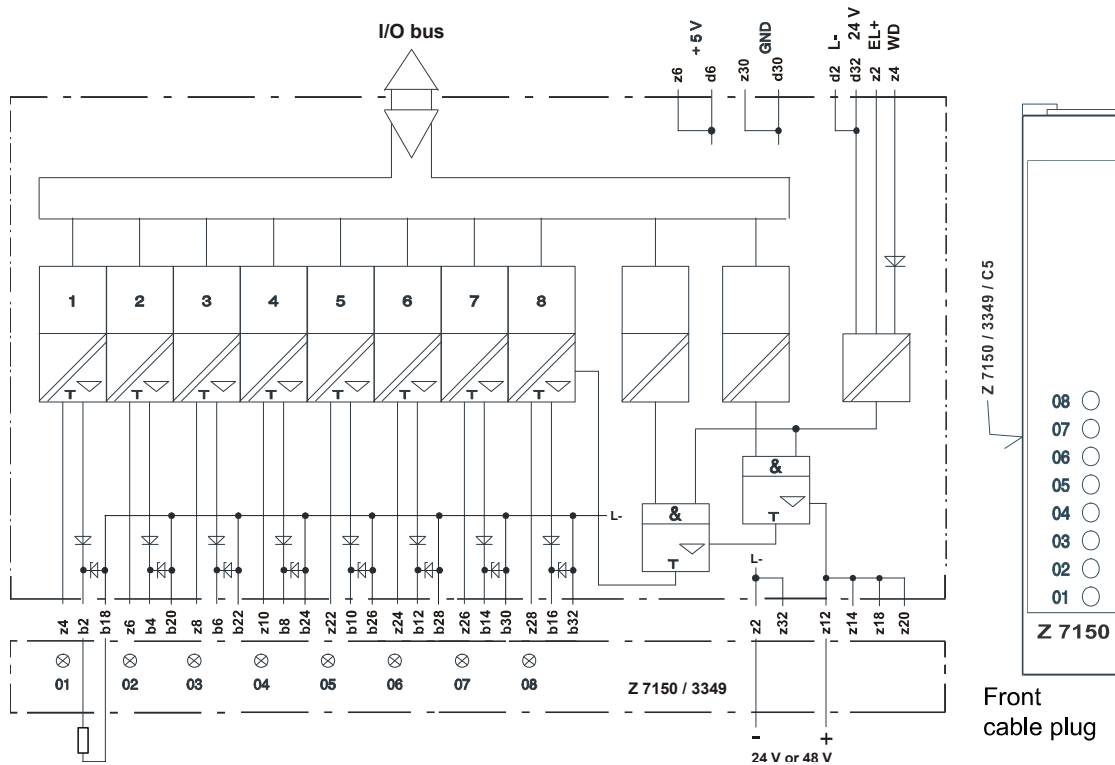 I/O bus
z6
+ 5 V
d6
z30
GND
d30
d2
L-
d32
24 V
z2
EL+
z4
WD
1 2 3 4 5 6 7 8
T T T T T T T T
&
T
&
T
L-
L-
z4 b2 b18 z6 b4 b20 z8 b6 b22 z10 b8 b24 z22 b10 b26 z24 b12 b28 z26 b14 b30 z28 b16 b32 z2 z32 z12 z14 z18 z20
01 02 03 04 05 06 07 08
Z 7150 / 3349
- +
24 V or 48 V
Z 7150 / 3349 / C5
08
07
06
05
04
03
02
01
Z 7150
Front
cable plug